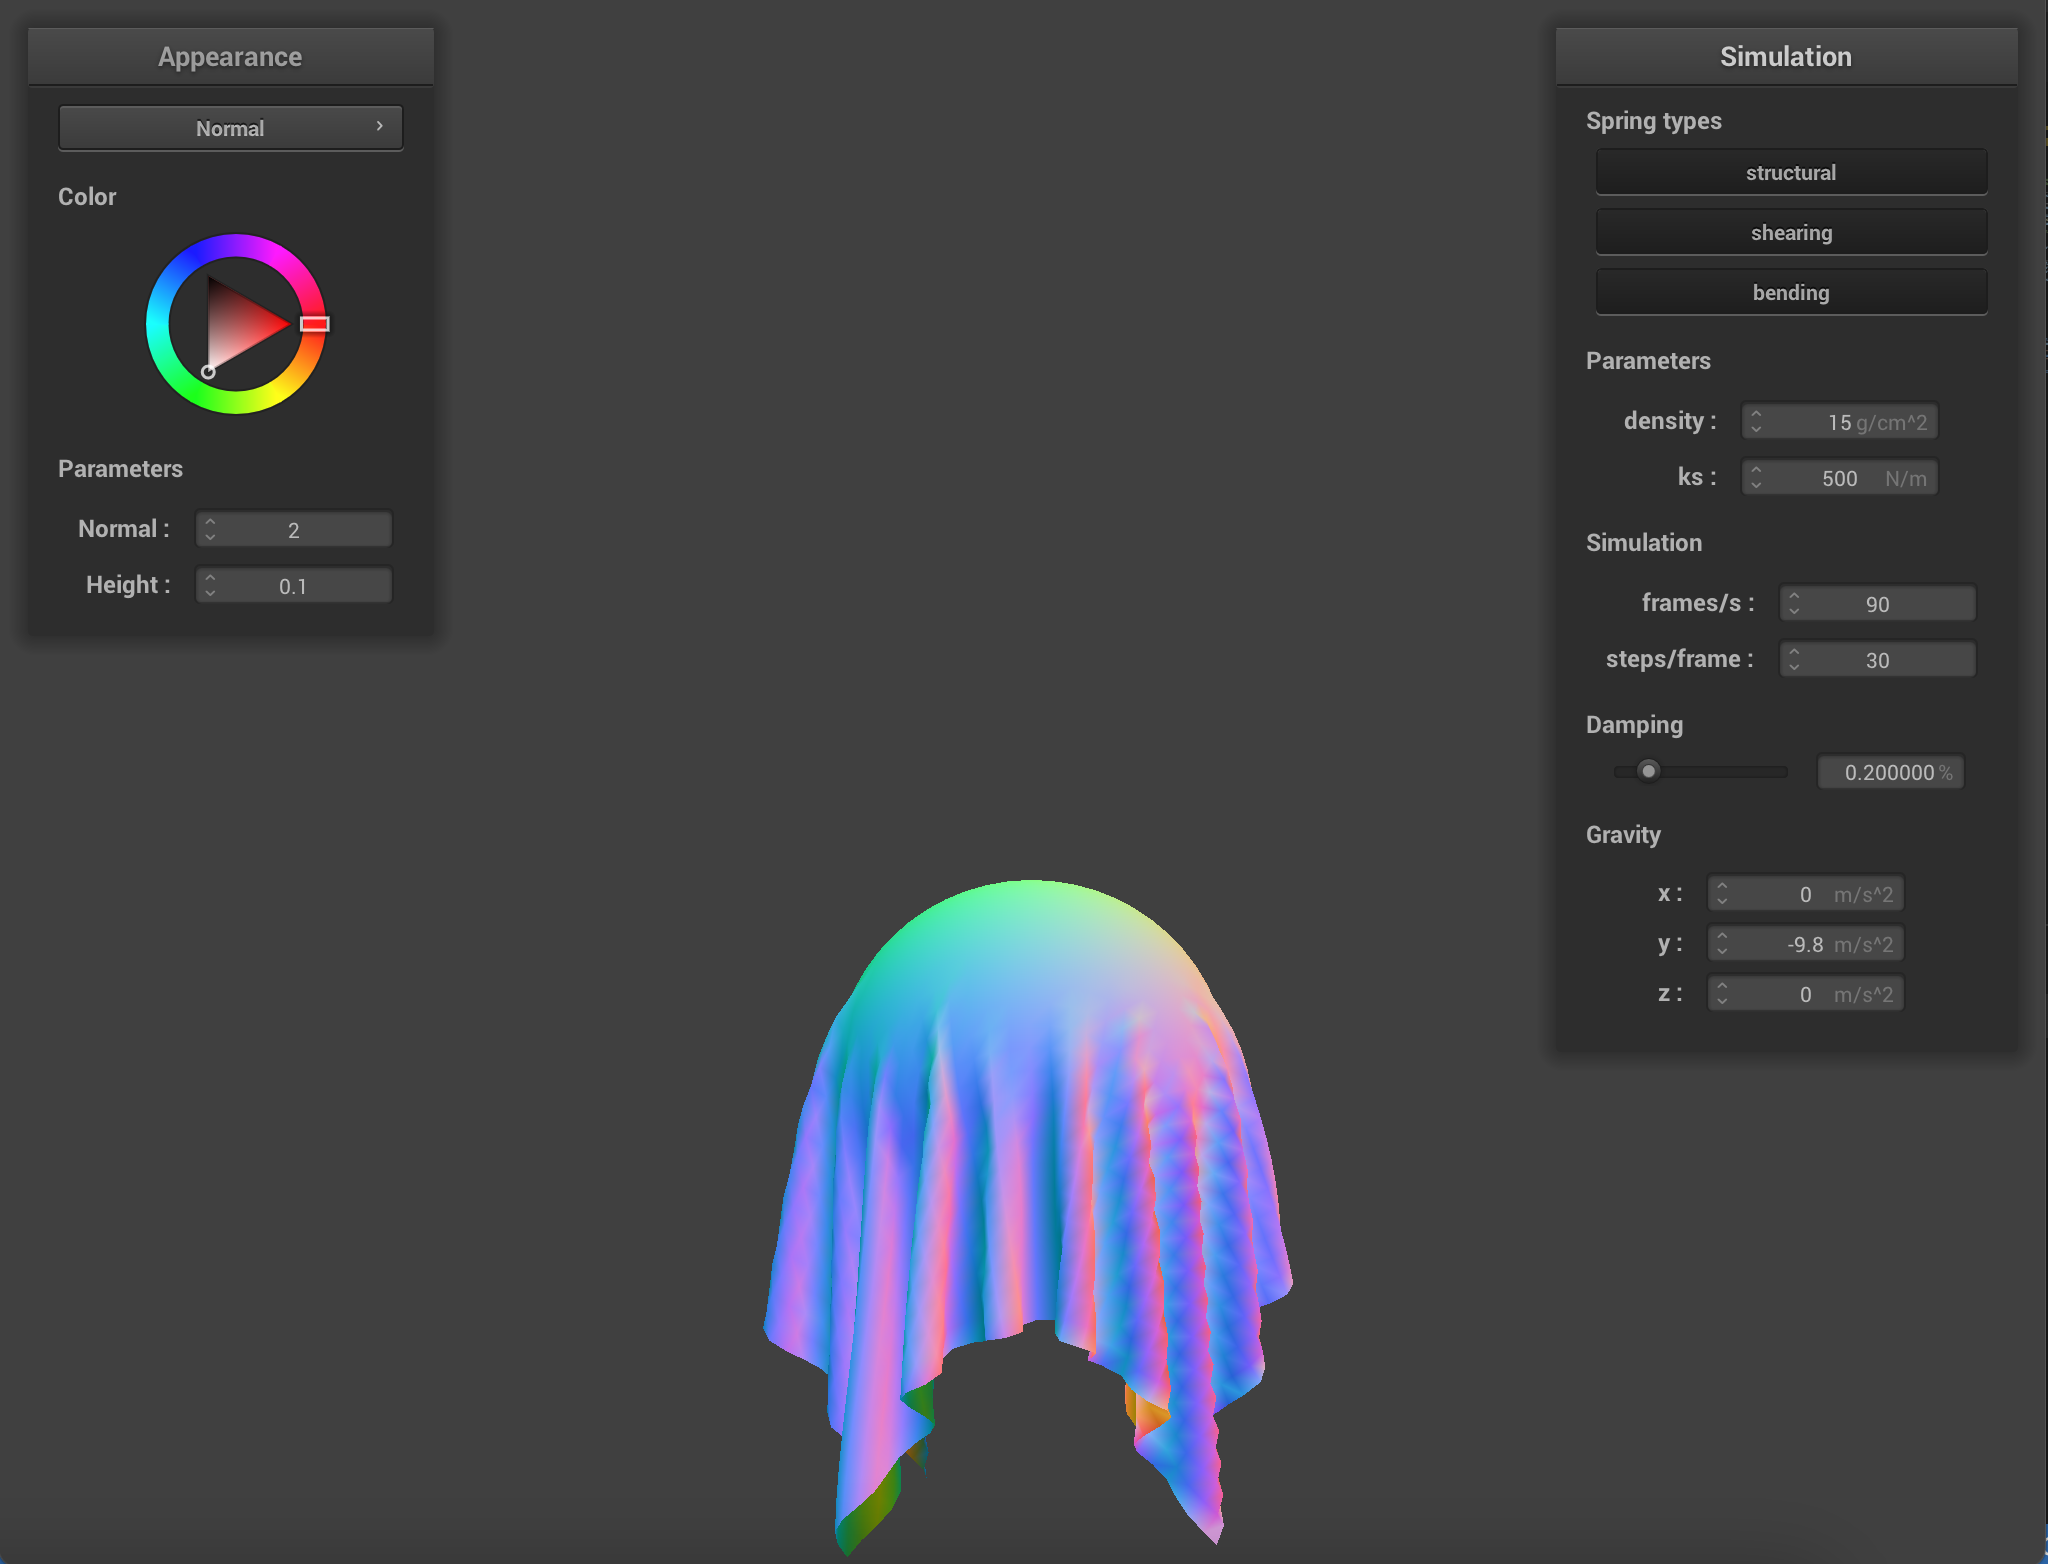 Appearance
Normal
Color
Parameters
Normal : 2
Height : 0.1
Simulation
Spring types
structural
shearing
bending
Parameters
density : 15 g/cm^2
ks : 500 N/m
Simulation
frames/s : 90
steps/frame : 30
Damping
0.200000 %
Gravity
x : 0 m/s^2
y : -9.8 m/s^2
z : 0 m/s^2